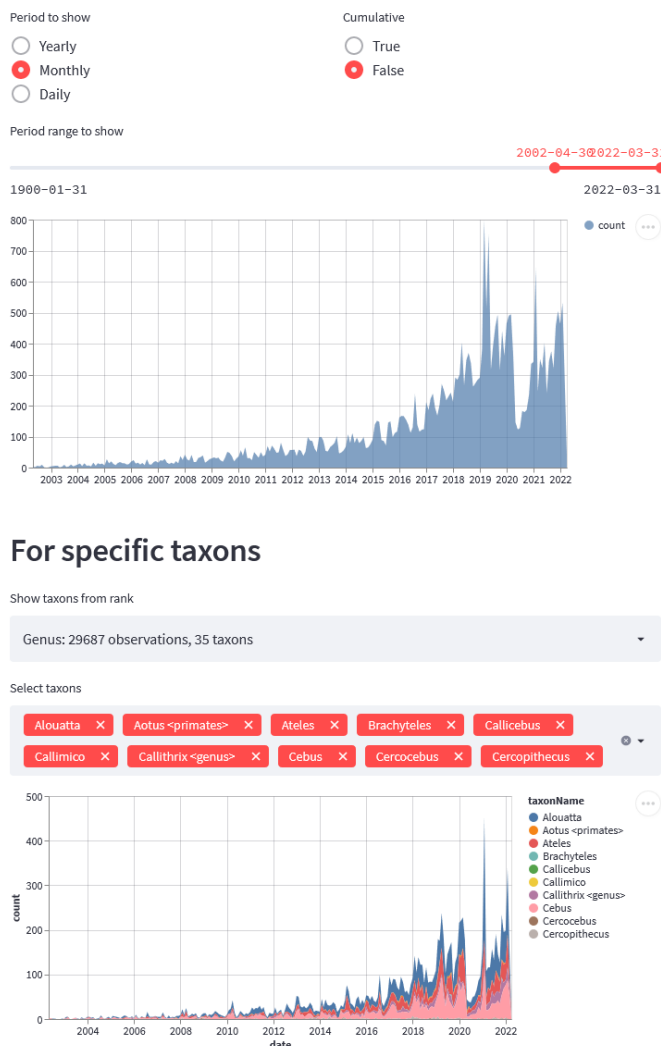 Period to show
Cumulative
Yearly
True
Monthly
False
Daily
Period range to show
2002-04-30
2022-03-31
1900-01-31
2022-03-31
800
700
600
500
400
300
200
100
0
2003 2004 2005 2006 2007 2008 2009 2010 2011 2012 2013 2014 2015 2016 2017 2018 2019 2020 2021 2022
count
For specific taxons
Show taxons from rank
Genus: 29687 observations, 35 taxons
Select taxons
Alouatta × Aotus <primates> × Ateles × Brachyteles × Callicebus ×
Callimico × Callithrix <genus> × Cebus × Cercocebus × Cercopithecus ×
500
400
300
200
100
0
count
2004 2006 2008 2010 2012 2014 2016 2018 2020 2022
date
taxonName
Alouatta
Aotus <primates>
Ateles
Brachyteles
Callicebus
Callimico
Callithrix <genus>
Cebus
Cercocebus
Cercopithecus